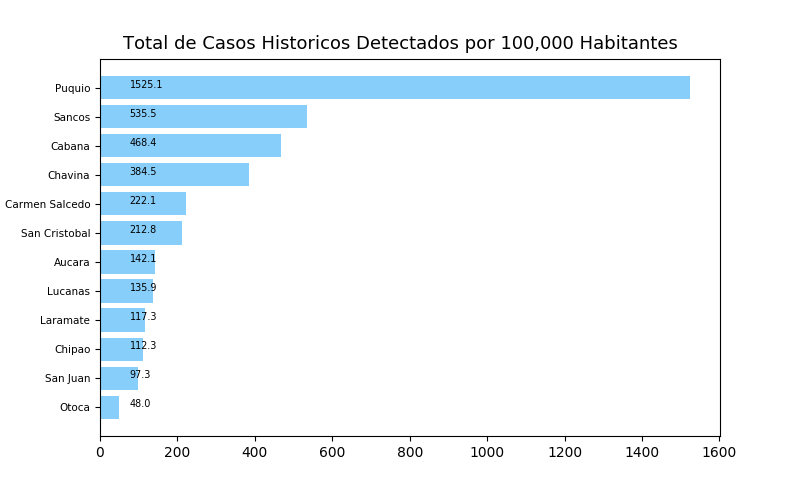 Total de Casos Historicos Detectados por 100,000 Habitantes
Puquio 1525.1
Sancos 535.5
Cabana 468.4
Chavina 384.5
Carmen Salcedo 222.1
San Cristobal 212.8
Aucara 142.1
Lucanas 135.9
Laramate 117.3
Chipao 112.3
San Juan 97.3
Otoca 48.0
0 200 400 600 800 1000 1200 1400 1600